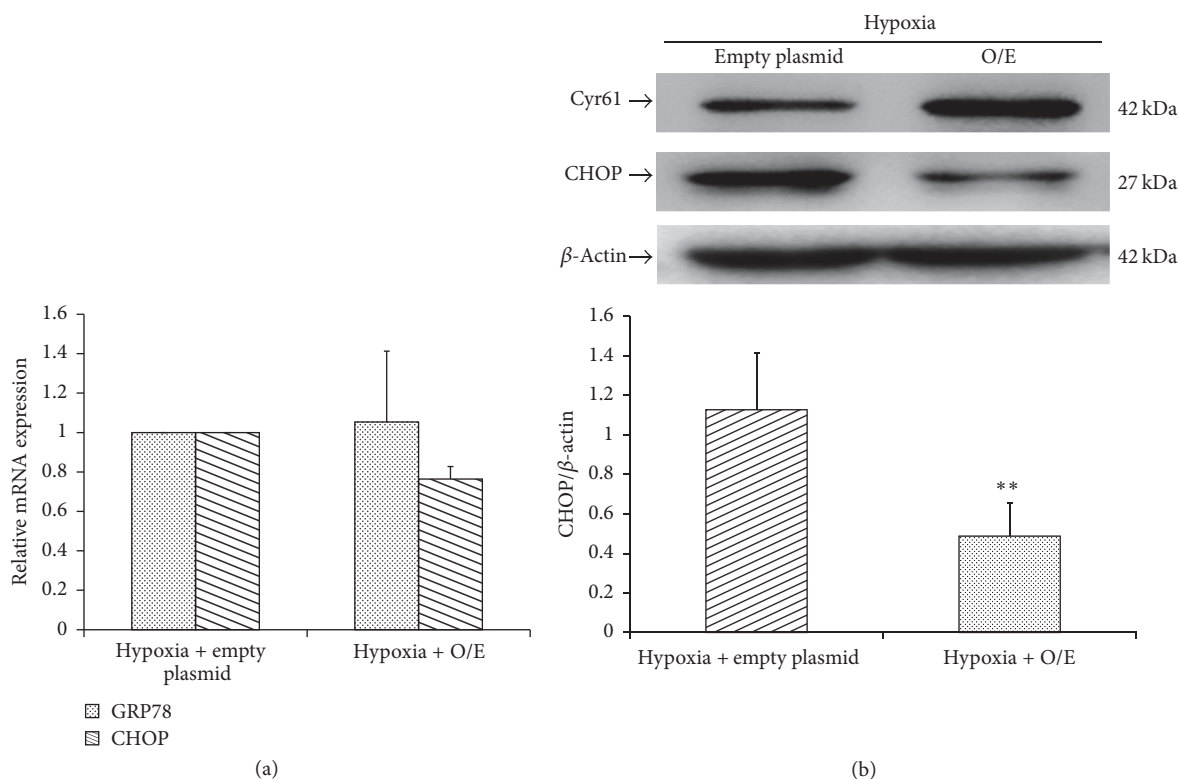 Hypoxia
Empty plasmid O/E
Cyr61 → 42 kDa
CHOP → 27 kDa
β-Actin → 42 kDa
1.6
1.4
1.2
1
0.8
0.6
0.4
0.2
0
Relative mRNA expression
Hypoxia + empty
plasmid
Hypoxia + O/E
GRP78
CHOP
(a)
1.6
1.4
1.2
1
0.8
0.6
0.4
0.2
0
CHOP/β-actin
**
Hypoxia + empty plasmid
Hypoxia + O/E
(b)